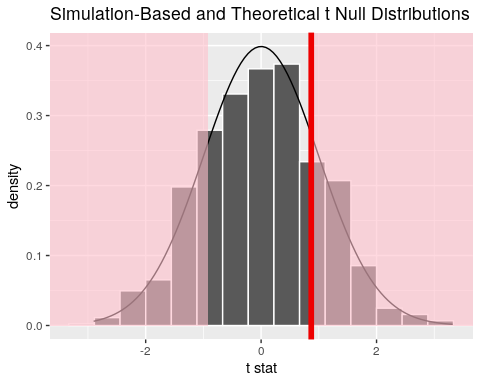 Simulation-Based and Theoretical t Null Distributions
density
0.4
0.3
0.2
0.1
0.0
-2
0
2
t stat